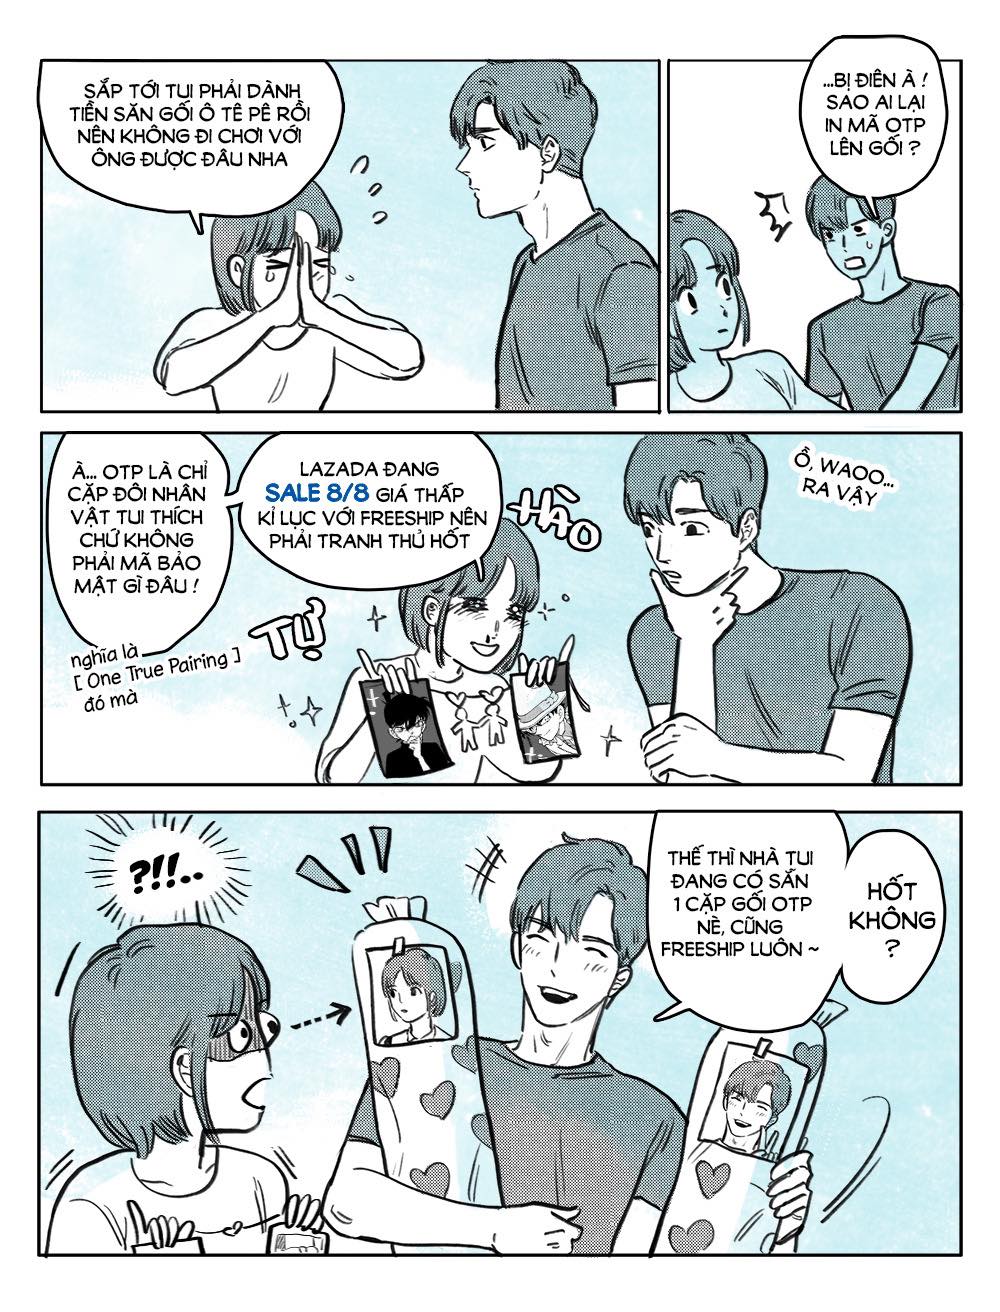 SẮP TỚI TUI PHẢI DÀNH
TIỀN SĂN GỐI Ô TÊ PÊ RỒI
NÊN KHÔNG ĐI CHƠI VỚI
ÔNG ĐƯỢC ĐÂU NHA
...BỊ ĐIÊN À !
SAO AI LẠI
IN MÃ OTP
LÊN GỐI ?
À... OTP LÀ CHỈ
CẶP ĐÔI NHÂN
VẬT TUI THÍCH
CHỨ KHÔNG
PHẢI MÃ BẢO
MẬT GÌ ĐÂU !
nghĩa là
[ One True Pairing ]
đó mà
LAZADA ĐANG
SALE 8/8 GIÁ THẤP
KỈ LỤC VỚI FREESHIP NÊN
PHẢI TRANH THỦ HỐT
TỰ
HÀO
Ồ, WAOO...
RA VẬY
?!!..
THẾ THÌ NHÀ TUI
ĐANG CÓ SẴN
1 CẶP GỐI OTP
NÈ, CŨNG
FREESHIP LUÔN ~
HỐT
KHÔNG
?